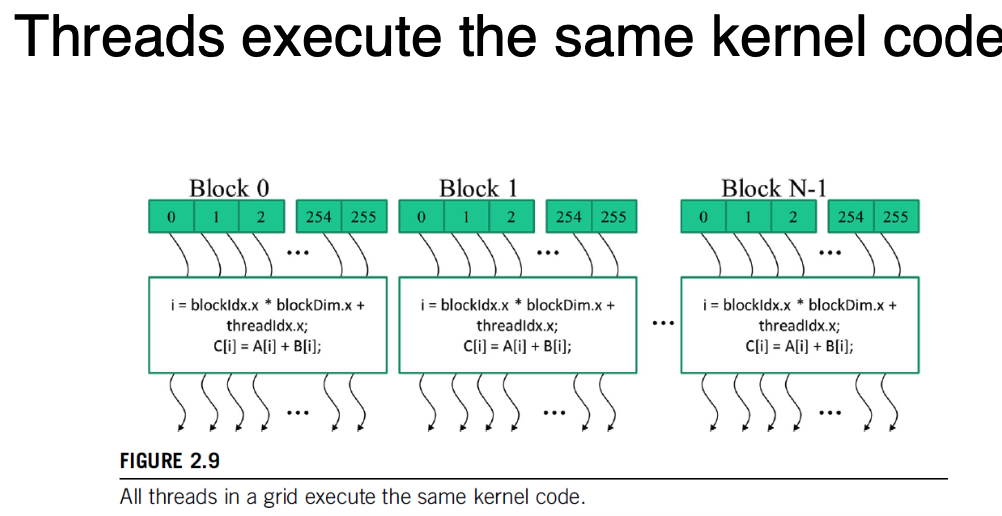 Threads execute the same kernel code
Block 0 Block 1 Block N-1
0 1 2 254 255 0 1 2 254 255 0 1 2 254 255
... ... ...
i = blockIdx.x * blockDim.x + i = blockIdx.x * blockDim.x + i = blockIdx.x * blockDim.x +
threadIdx.x; threadIdx.x; ... threadIdx.x;
C[i] = A[i] + B[i]; C[i] = A[i] + B[i]; C[i] = A[i] + B[i];
... ... ...
FIGURE 2.9
All threads in a grid execute the same kernel code.